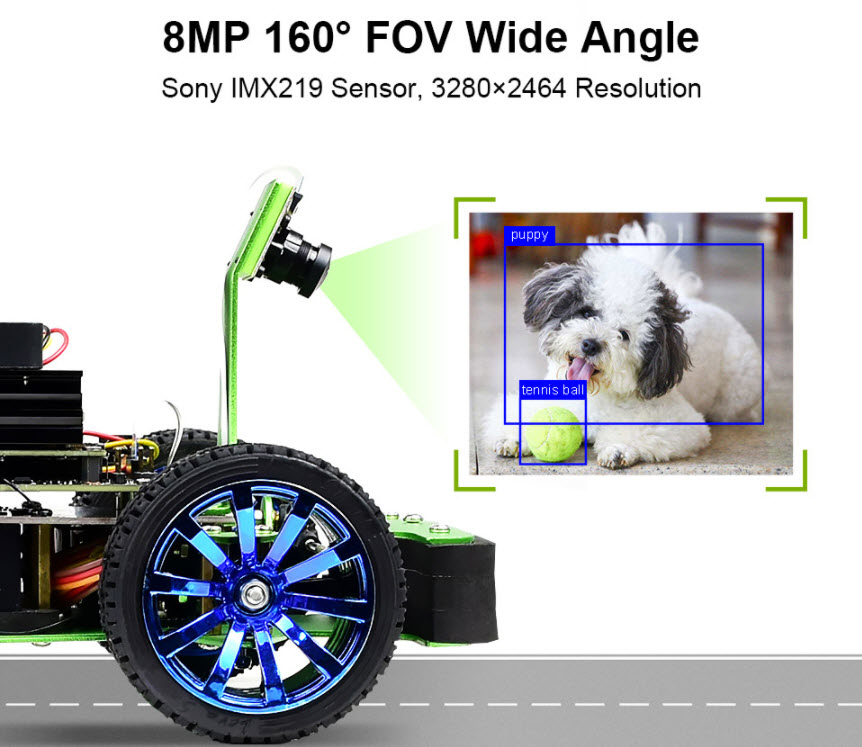 8MP 160° FOV Wide Angle
Sony IMX219 Sensor, 3280×2464 Resolution
puppy
tennis ball